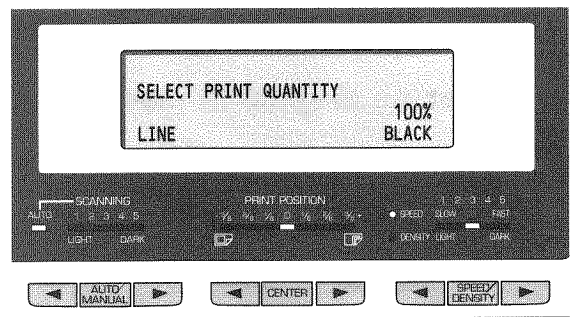 SELECT PRINT QUANTITY
100%
LINE BLACK
SCANNING
AUTO 1 2 3 4 5
LIGHT DARK
PRINT POSITION
0
1 2 3 4 5
SPEED SLOW FAST
DENSITY LIGHT DARK
◀ AUTO/MANUAL ▶
◀ CENTER ▶
◀ SPEED/DENSITY ▶